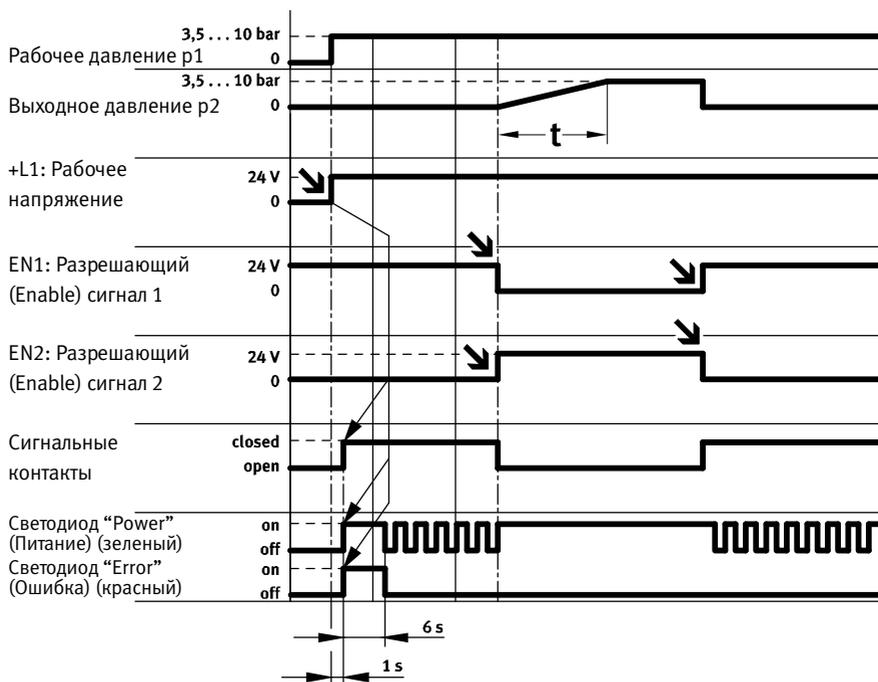 3,5 . . . 10 bar
Рабочее давление p1
0
3,5 . . . 10 bar
Выходное давление p2
0
t
+L1: Рабочее
напряжение
24 V
0
EN1: Разрешающий
(Enable) сигнал 1
24 V
0
EN2: Разрешающий
(Enable) сигнал 2
24 V
0
Сигнальные
контакты
closed
open
Светодиод “Power”
(Питание) (зеленый)
on
off
Светодиод “Error”
(Ошибка) (красный)
on
off
6 s
1 s